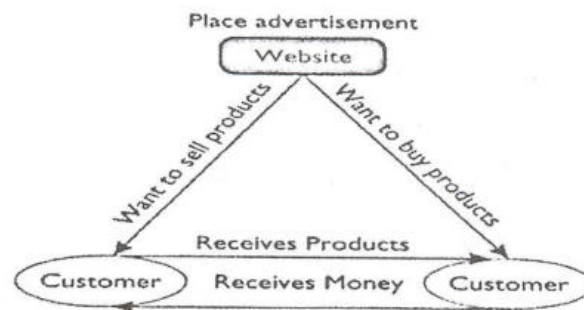 Place advertisement
Website
Want to sell products
Want to buy products
Receives Products
Customer
Receives Money
Customer